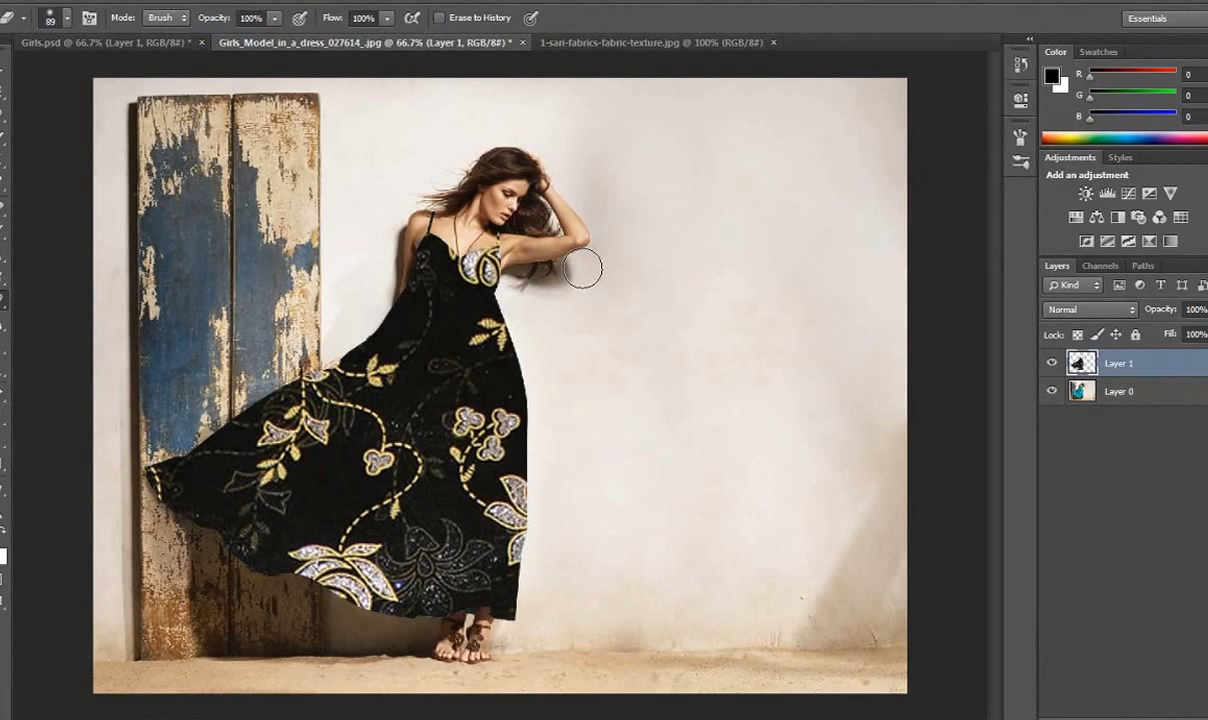 Mode: Brush Opacity: 100% Flow: 100% Erase to History Essentials
89
Girls.psd @ 66.7% (Layer 1, RGB/8#) * × Girls_Model_in_a_dress_027614_.jpg @ 66.7% (Layer 1, RGB/8#) * × 1-sari-fabrics-fabric-texture.jpg @ 100% (RGB/8#) ×
Color Swatches
R 0
G 0
B 0
Adjustments Styles
Add an adjustment
Layers Channels Paths
Kind
Normal Opacity: 100%
Lock: Fill: 100%
Layer 1
Layer 0